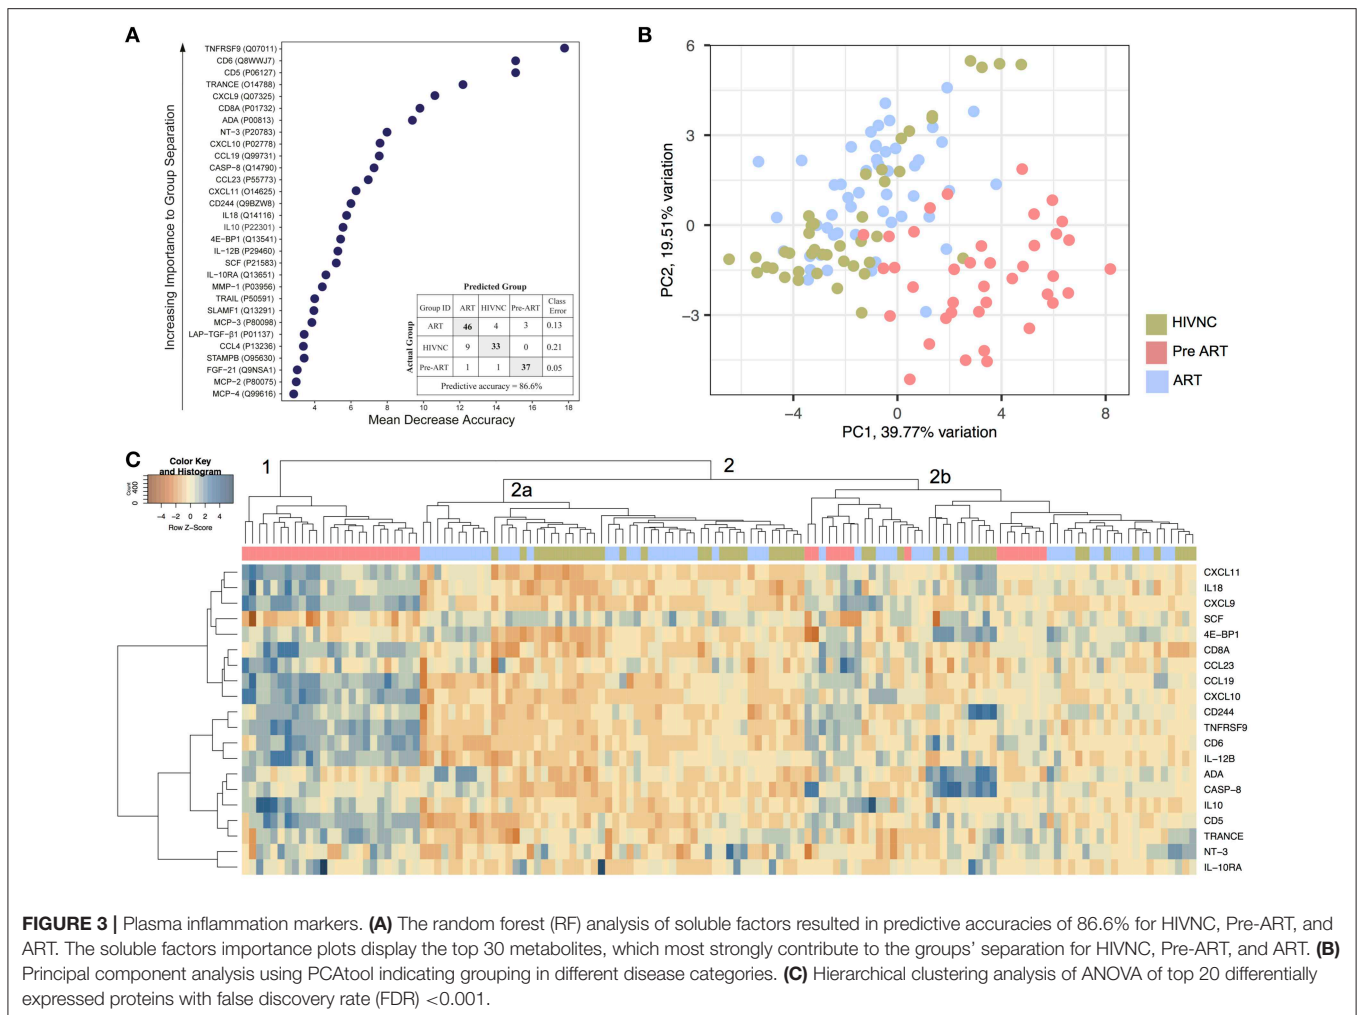 A
Increasing Importance to Group Separation
TNFRSF9 (Q07011)
CD6 (Q8WWJ7)
CD5 (P06127)
TRANCE (O14788)
CXCL9 (Q07325)
CD8A (P01732)
ADA (P00813)
NT-3 (P20783)
CXCL10 (P02778)
CCL19 (Q99731)
CASP-8 (Q14790)
CCL23 (P55773)
CXCL11 (O14625)
CD244 (Q9BZW8)
IL18 (Q14116)
IL10 (P22301)
4E-BP1 (Q13541)
IL-12B (P29460)
SCF (P21583)
IL-10RA (Q13651)
MMP-1 (P03956)
TRAIL (P50591)
SLAMF1 (Q13291)
MCP-3 (P80098)
LAP-TGF-β1 (P01137)
CCL4 (P13236)
STAMPB (O95630)
FGF-21 (Q9NSA1)
MCP-2 (P80075)
MCP-4 (Q99616)
4 6 8 10 12 14 16 18
Mean Decrease Accuracy
Predicted Group
Actual Group
Group ID ART HIVNC Pre-ART Class Error
ART 46 4 3 0.13
HIVNC 9 33 0 0.21
Pre-ART 1 1 37 0.05
Predictive accuracy = 86.6%
B
PC2, 19.51% variation
6
3
0
−3
−4 0 4 8
PC1, 39.77% variation
HIVNC
Pre ART
ART
C
Color Key
and Histogram
Count
0 400
−4 −2 0 2 4
Row Z−Score
1
2
2a
2b
CXCL11
IL18
CXCL9
SCF
4E−BP1
CD8A
CCL23
CCL19
CXCL10
CD244
TNFRSF9
CD6
IL−12B
ADA
CASP−8
IL10
CD5
TRANCE
NT−3
IL−10RA
FIGURE 3 | Plasma inflammation markers. (A) The random forest (RF) analysis of soluble factors resulted in predictive accuracies of 86.6% for HIVNC, Pre-ART, and
ART. The soluble factors importance plots display the top 30 metabolites, which most strongly contribute to the groups' separation for HIVNC, Pre-ART, and ART. (B)
Principal component analysis using PCAtool indicating grouping in different disease categories. (C) Hierarchical clustering analysis of ANOVA of top 20 differentially
expressed proteins with false discovery rate (FDR) <0.001.